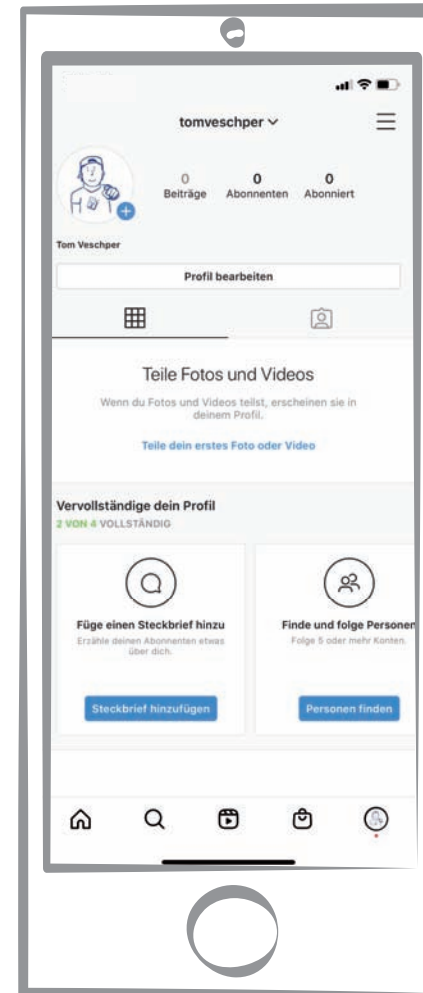 tomveschper
0 0 0
Beiträge Abonnenten Abonniert
Tom Veschper
Profil bearbeiten
Teile Fotos und Videos
Wenn du Fotos und Videos teilst, erscheinen sie in
deinem Profil.
Teile dein erstes Foto oder Video
Vervollständige dein Profil
2 VON 4 VOLLSTÄNDIG
Füge einen Steckbrief hinzu
Erzähle deinen Abonnenten etwas
über dich.
Steckbrief hinzufügen
Finde und folge Personen
Folge 5 oder mehr Konten.
Personen finden